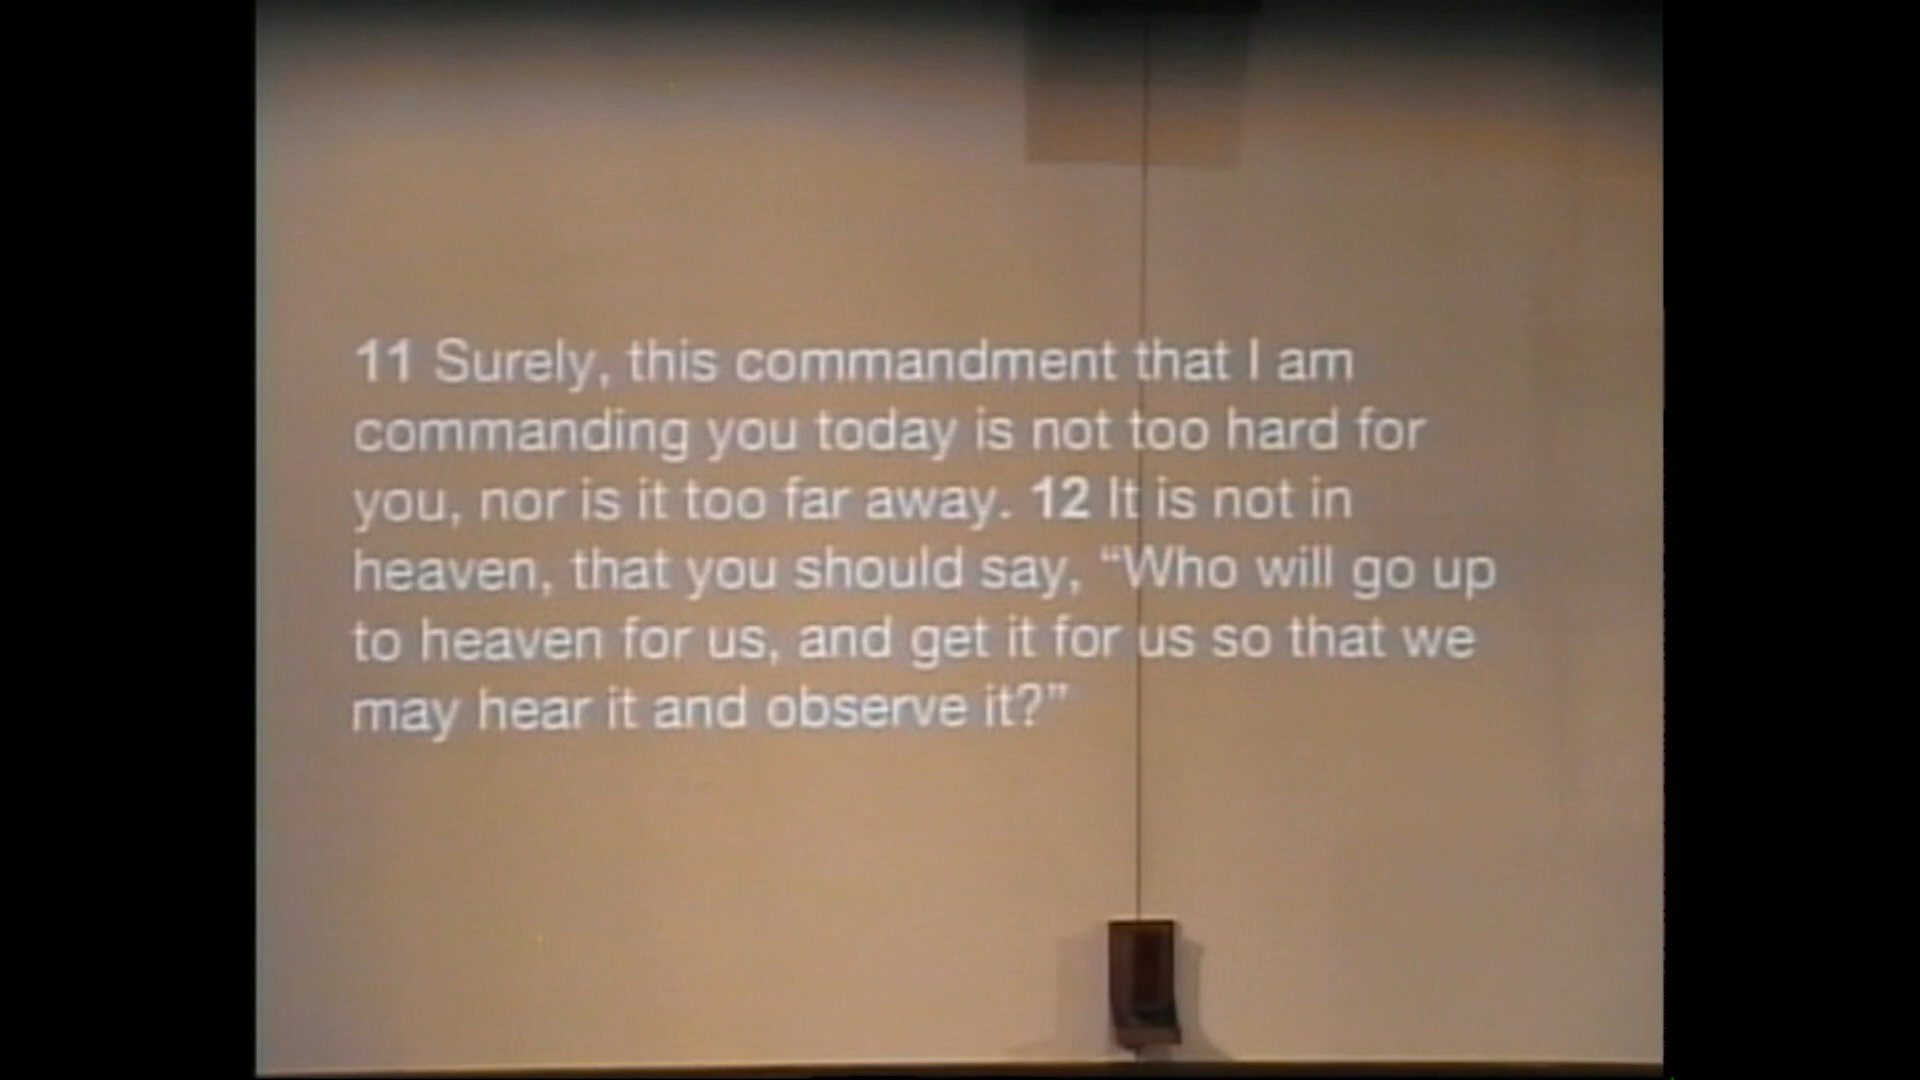 11 Surely, this commandment that I am
commanding you today is not too hard for
you, nor is it too far away. 12 It is not in
heaven, that you should say, “Who will go up
to heaven for us, and get it for us so that we
may hear it and observe it?”